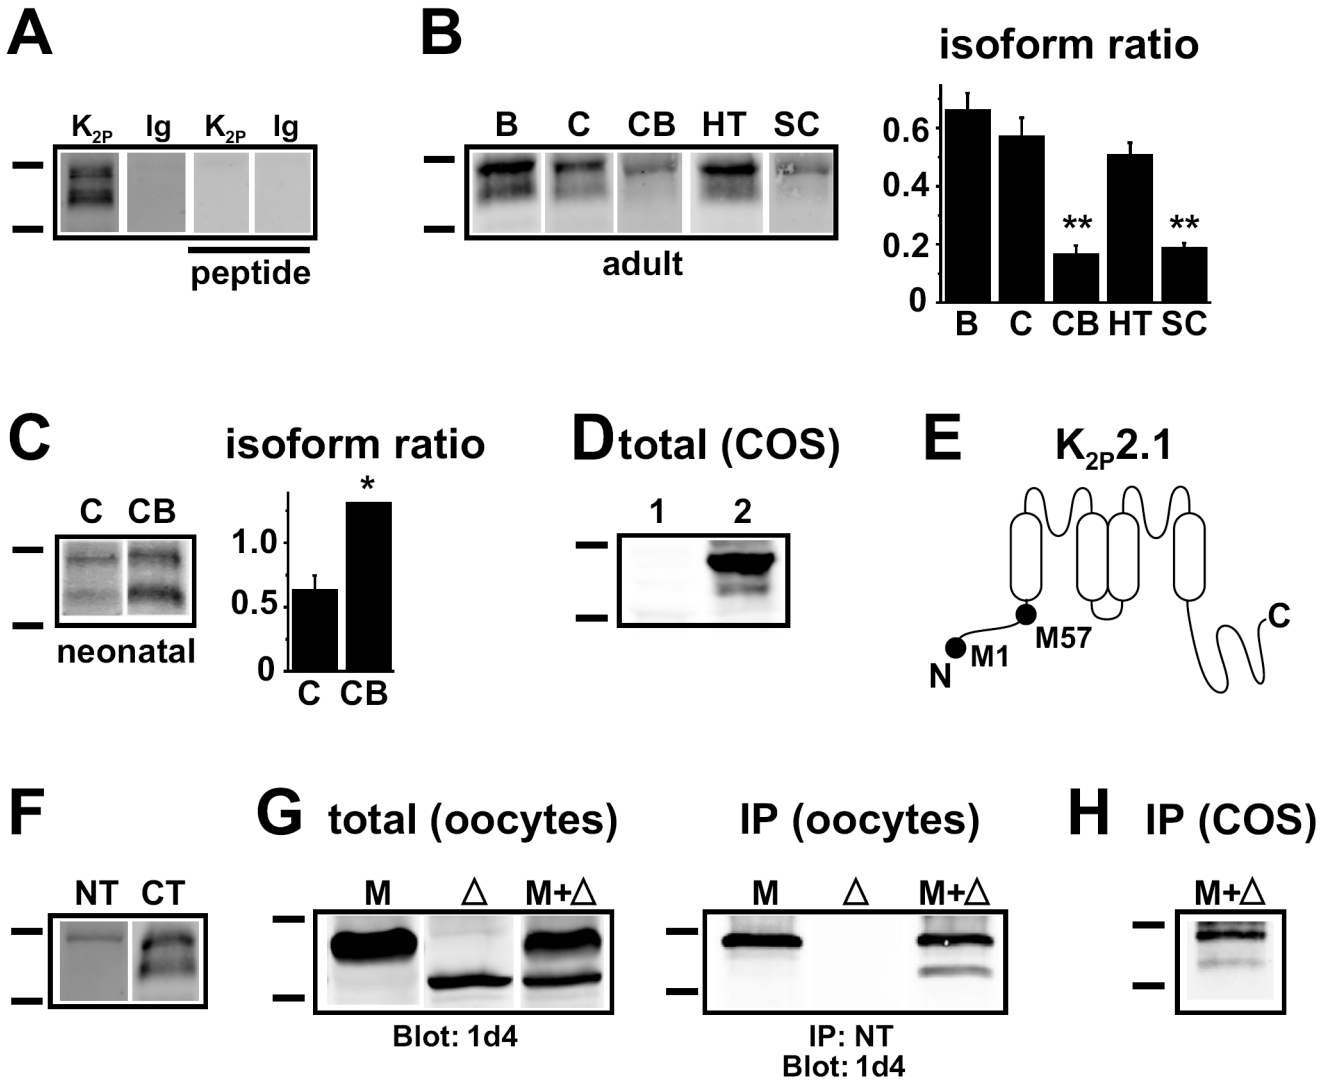 A
K2P Ig K2P Ig
peptide
B
B C CB HT SC
adult
isoform ratio
0.6
0.4
0.2
0
** **
B C CB HT SC
C
C CB
neonatal
isoform ratio
*
1.0
0.5
0
C CB
D total (COS)
1 2
E
K2P2.1
M57
M1
N
C
F
NT CT
G total (oocytes)
M Δ M+Δ
Blot: 1d4
IP (oocytes)
M Δ M+Δ
IP: NT
Blot: 1d4
H IP (COS)
M+Δ